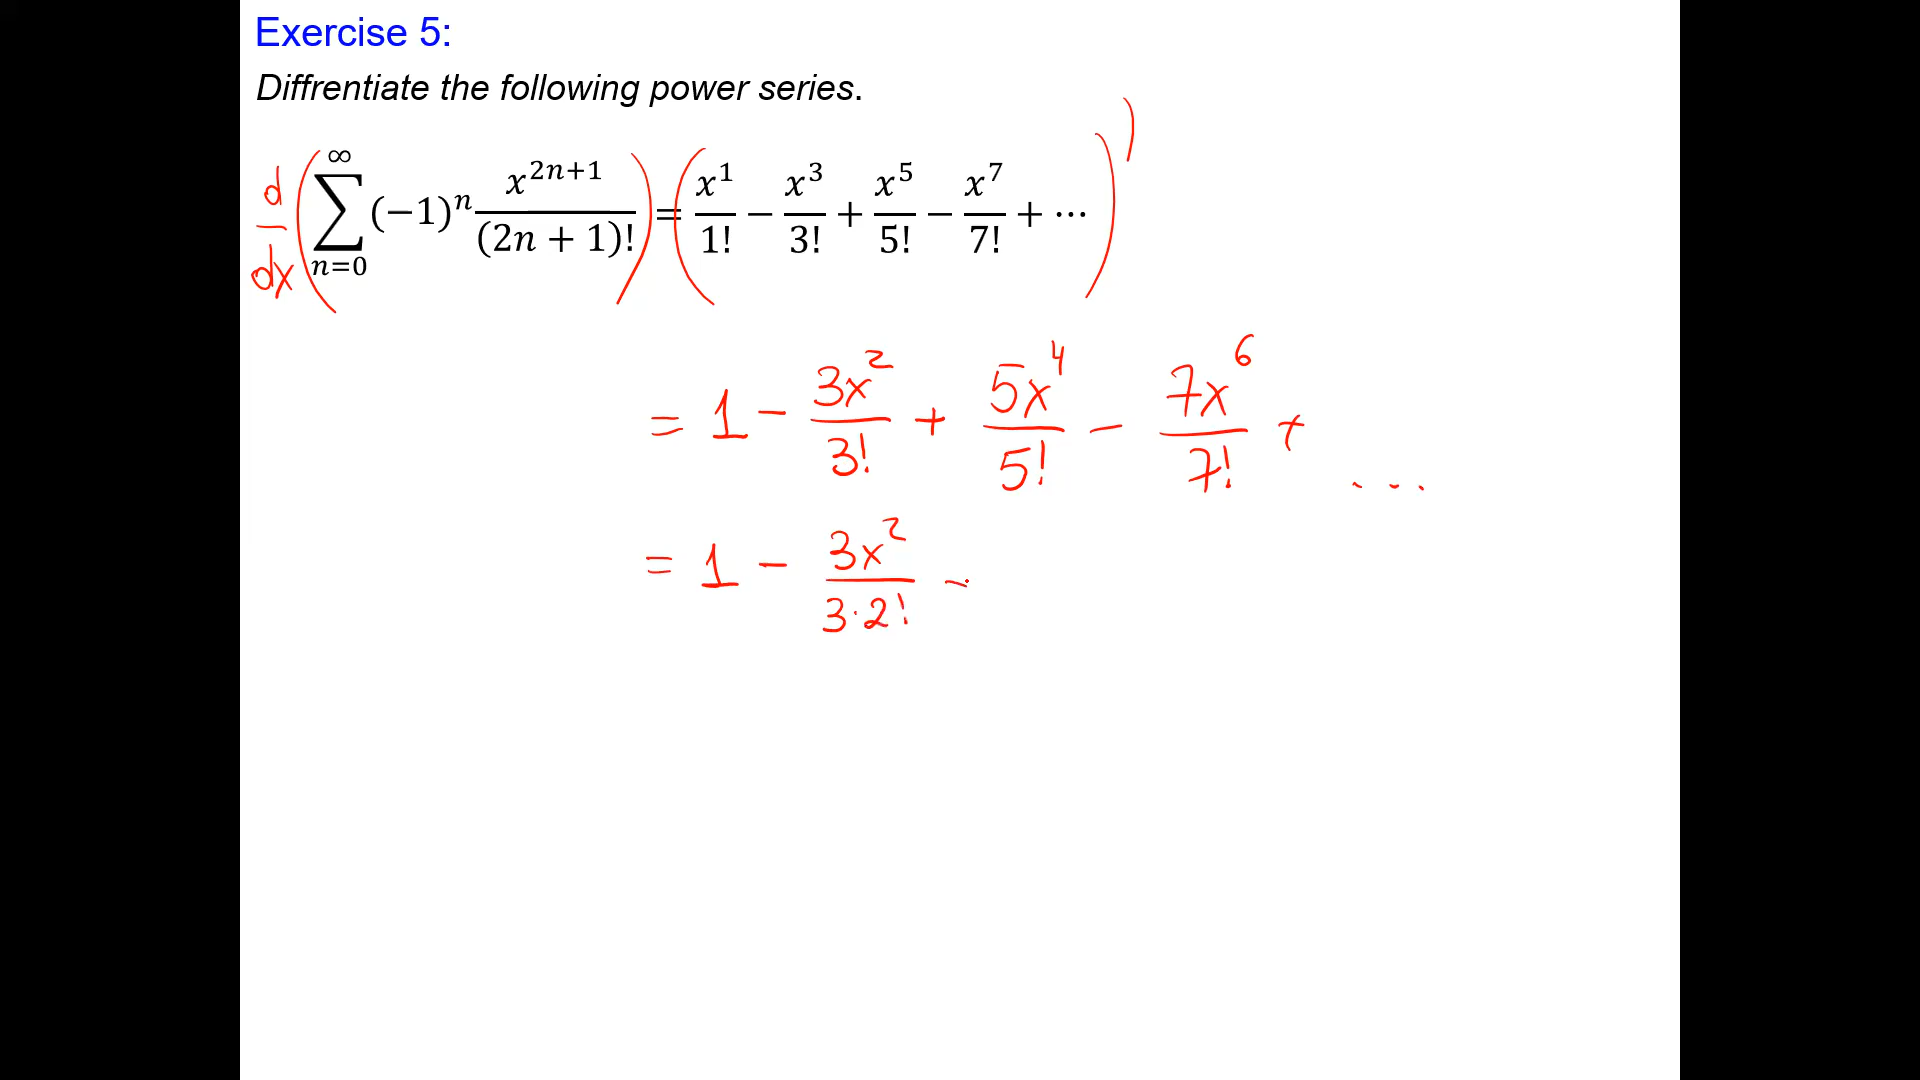 Exercise 5:
Diffrentiate the following power series.
d/dx ( ∑_{n=0}^{∞} (−1)^n x^{2n+1}/(2n + 1)! ) = ( x^1/1! − x^3/3! + x^5/5! − x^7/7! + ⋯ )'
= 1 − 3x^2/3! + 5x^4/5! − 7x^6/7! + ...
= 1 − 3x^2/3·2! −